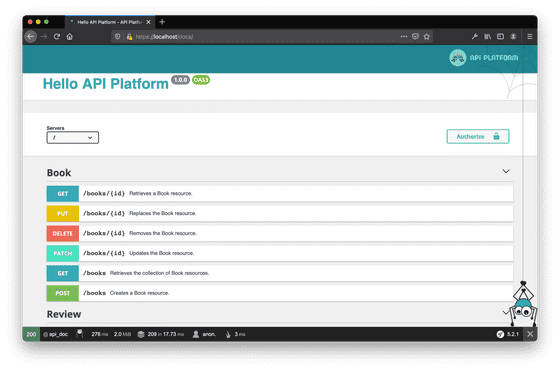 Hello API Platform - API Platf
https://localhost/docs/
API PLATFORM
Hello API Platform 1.0.0 OAS3
Servers
/
Authorize
Book
GET /books/{id} Retrieves a Book resource.
PUT /books/{id} Replaces the Book resource.
DELETE /books/{id} Removes the Book resource.
PATCH /books/{id} Updates the Book resource.
GET /books Retrieves the collection of Book resources.
POST /books Creates a Book resource.
Review
200 @ api_doc 276 ms 2.0 MiB 209 in 17.73 ms anon. 3 ms 5.2.1